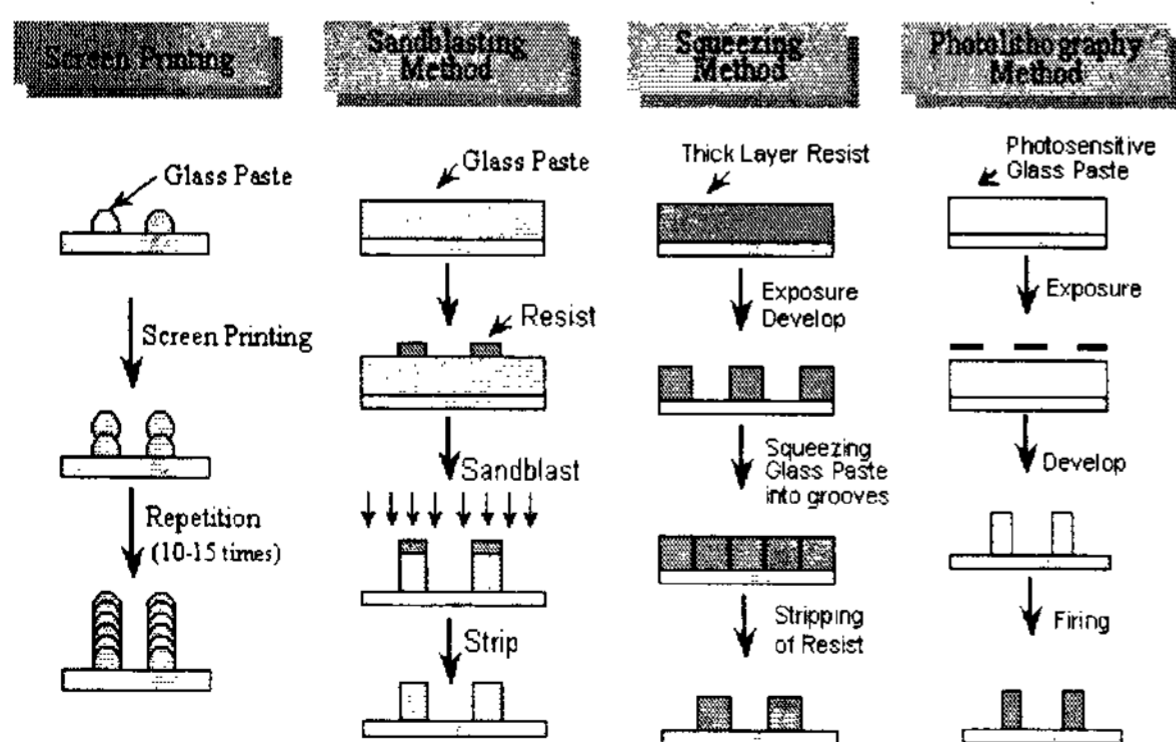 Screen Printing
Glass Paste
Screen Printing
Repetition
(10-15 times)
Sandblasting
Method
Glass Paste
Resist
Sandblast
Strip
Squeezing
Method
Thick Layer Resist
Exposure
Develop
Squeezing
Glass Paste
into grooves
Stripping
of Resist
Photolithography
Method
Photosensitive
Glass Paste
Exposure
Develop
Firing